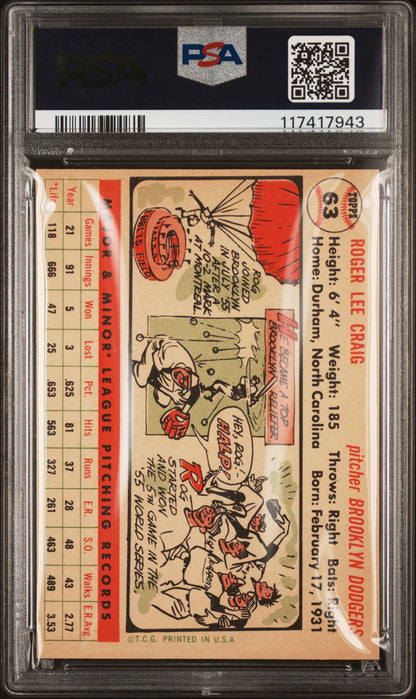 PSA
PSA
117417943
TOPPS
63
ROGER LEE CRAIG
pitcher BROOKLYN DODGERS
Height: 6' 4" Weight: 185 Throws: Right Bats: Right
Home: Durham, North Carolina Born: February 17, 1931
ROG JOINED BROOKLYN IN JULY '55 AFTER A 10-2 MARK AT MONTREAL.
HE BECAME A TOP BROOKLYN RELIEFER
HEY, ROG.- HALP!
ROG STARTED AND WON THE 5TH GAME IN THE '55 WORLD SERIES.
MAJOR & MINOR* LEAGUE PITCHING RECORDS
Games Innings Won Lost Pct. Hits Runs E.R. S.O. Walks E.R.Avg.
Year 21 91 5 3 .625 81 37 28 48 43 2.77
*Life 118 666 47 25 .653 563 327 261 463 489 3.53
©T.C.G. PRINTED IN U.S.A.